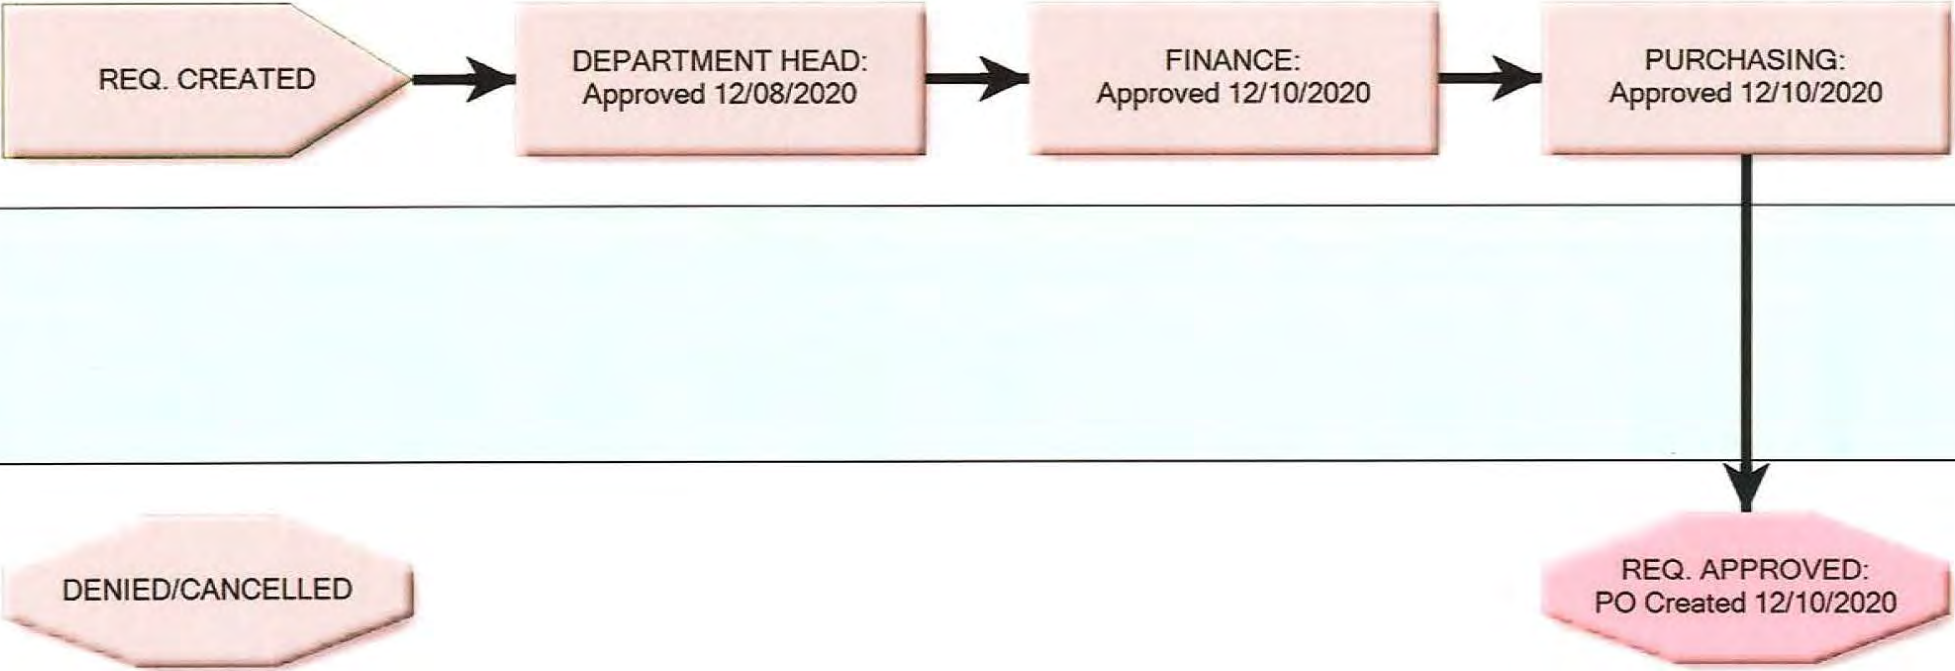 REQ. CREATED
DEPARTMENT HEAD:
Approved 12/08/2020
FINANCE:
Approved 12/10/2020
PURCHASING:
Approved 12/10/2020
DENIED/CANCELLED
REQ. APPROVED:
PO Created 12/10/2020